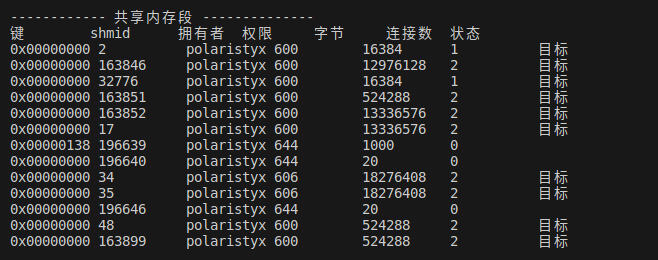 ------------ 共享内存段 --------------
键        shmid      拥有者  权限     字节     连接数  状态
0x00000000 2          polaristyx 600        16384      1          目标
0x00000000 163846     polaristyx 600        12976128   2          目标
0x00000000 32776      polaristyx 600        16384      1          目标
0x00000000 163851     polaristyx 600        524288     2          目标
0x00000000 163852     polaristyx 600        13336576   2          目标
0x00000000 17         polaristyx 600        13336576   2          目标
0x00000138 196639     polaristyx 644        1000       0
0x00000000 196640     polaristyx 644        20         0
0x00000000 34         polaristyx 606        18276408   2          目标
0x00000000 35         polaristyx 606        18276408   2          目标
0x00000000 196646     polaristyx 644        20         0
0x00000000 48         polaristyx 600        524288     2          目标
0x00000000 163899     polaristyx 600        524288     2          目标